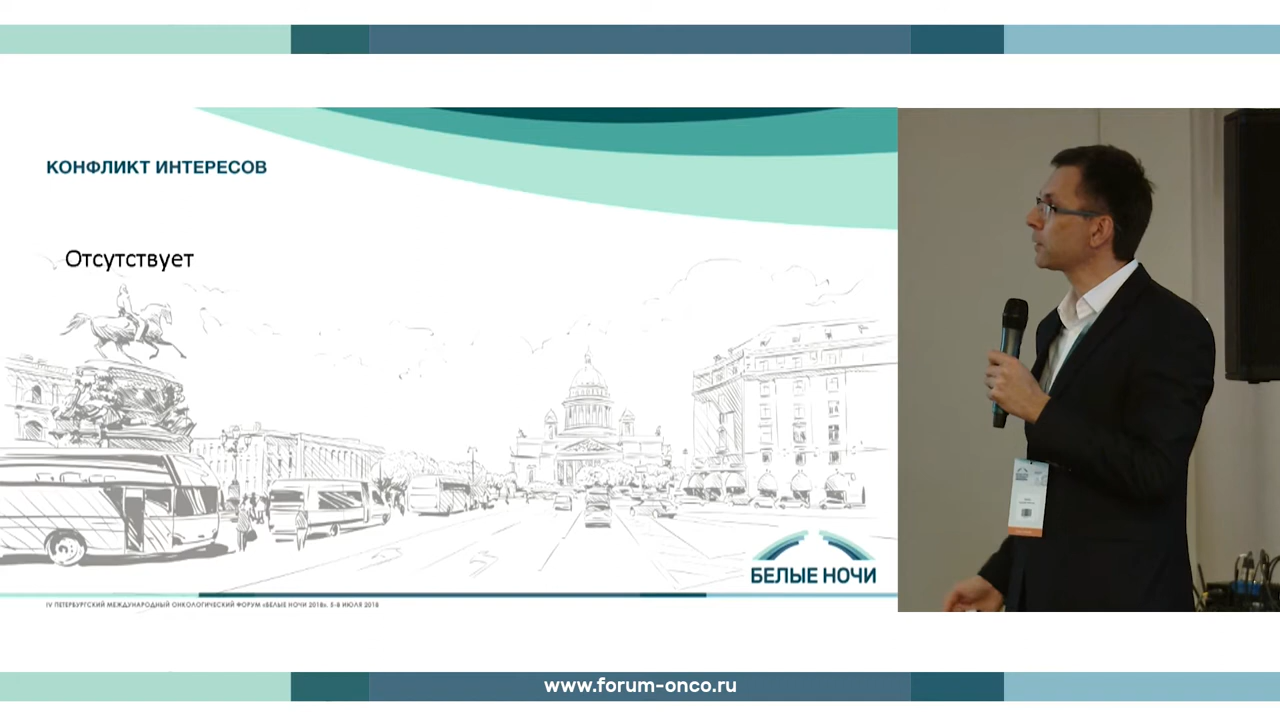 КОНФЛИКТ ИНТЕРЕСОВ
Отсутствует
БЕЛЫЕ НОЧИ
IV ПЕТЕРБУРГСКИЙ МЕЖДУНАРОДНЫЙ ОНКОЛОГИЧЕСКИЙ ФОРУМ «БЕЛЫЕ НОЧИ 2018». 5-8 ИЮЛЯ 2018
www.forum-onco.ru